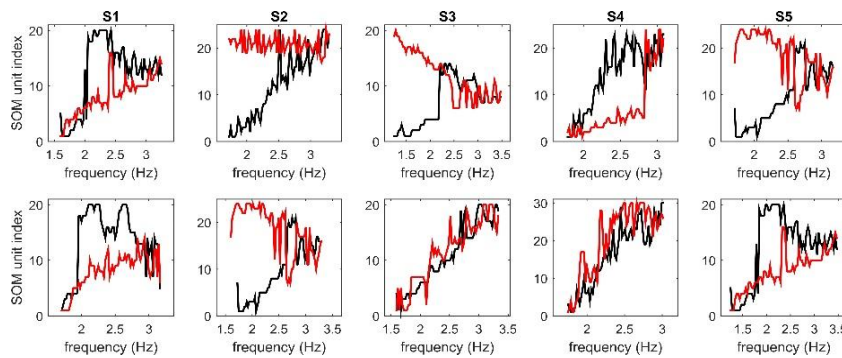 S1 S2 S3 S4 S5
SOM unit index
20 20 20 20 20
10 10 10 10 10
0 0 0 0 0
1.5 2 2.5 3 2 2.5 3 1.5 2 2.5 3 3.5 2 2.5 3 2 2.5 3
frequency (Hz) frequency (Hz) frequency (Hz) frequency (Hz) frequency (Hz)
SOM unit index
20 20 20 30 20
20
10 10 10 10 10
0 0 0 0 0
2 2.5 3 1.5 2 2.5 3 3.5 1.5 2 2.5 3 3.5 2 2.5 3 1.5 2 2.5 3 3.5
frequency (Hz) frequency (Hz) frequency (Hz) frequency (Hz) frequency (Hz)